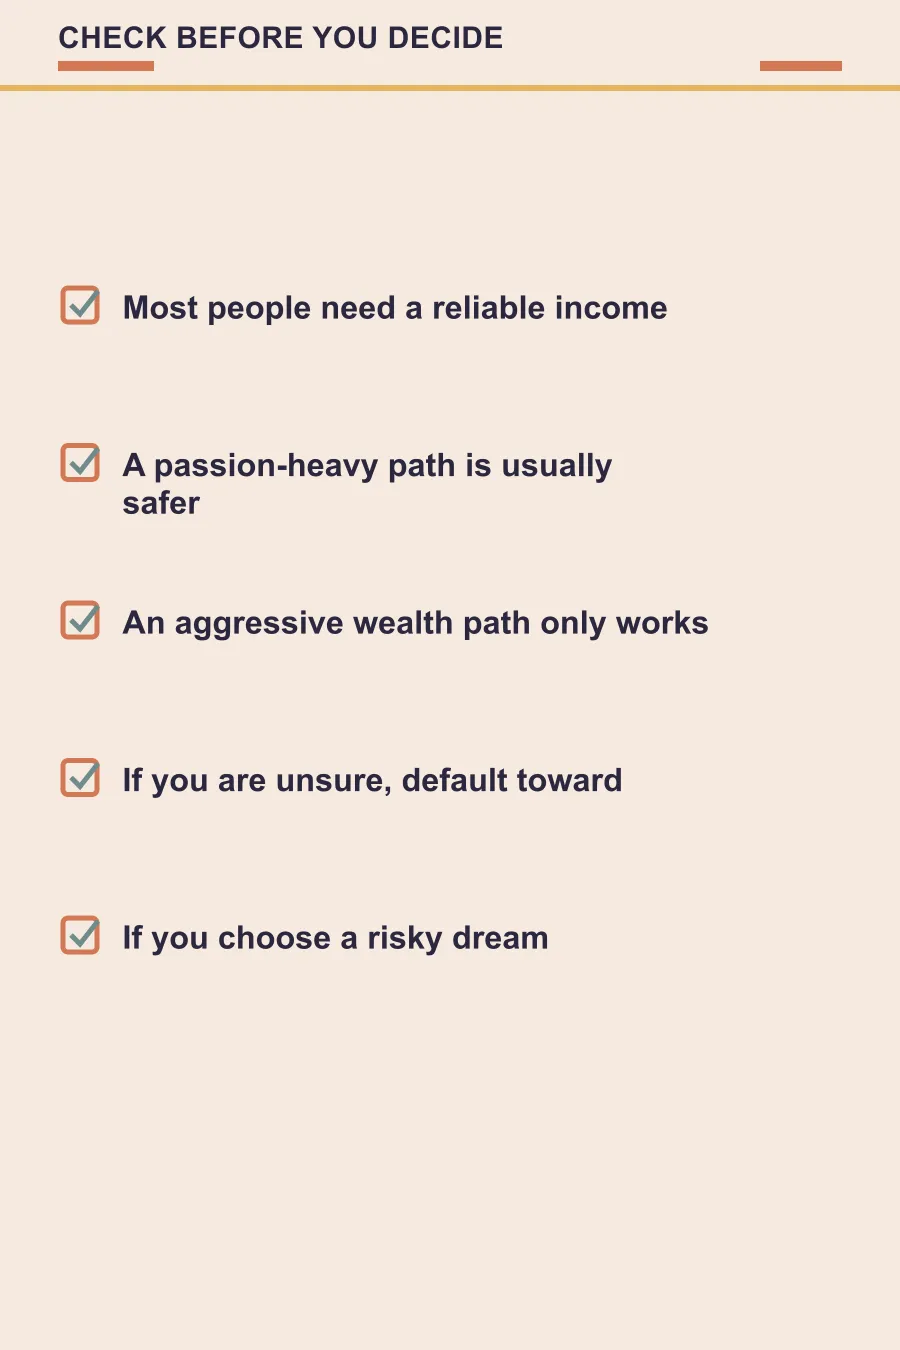 CHECK BEFORE YOU DECIDE
Most people need a reliable income
A passion-heavy path is usually
safer
An aggressive wealth path only works
If you are unsure, default toward
If you choose a risky dream